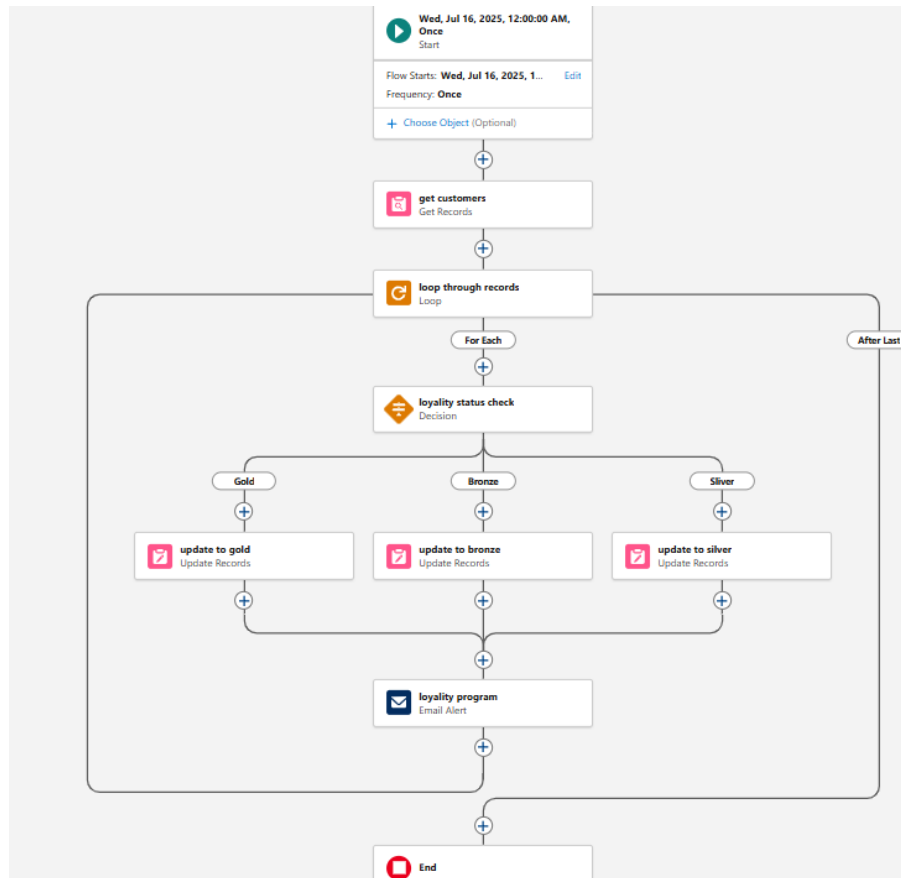 Wed, Jul 16, 2025, 12:00:00 AM,
Once
Start
Flow Starts: Wed, Jul 16, 2025, 1... Edit
Frequency: Once
+ Choose Object (Optional)
get customers
Get Records
loop through records
Loop
For Each
After Last
loyality status check
Decision
Gold
Bronze
Sliver
update to gold
Update Records
update to bronze
Update Records
update to silver
Update Records
loyality program
Email Alert
End